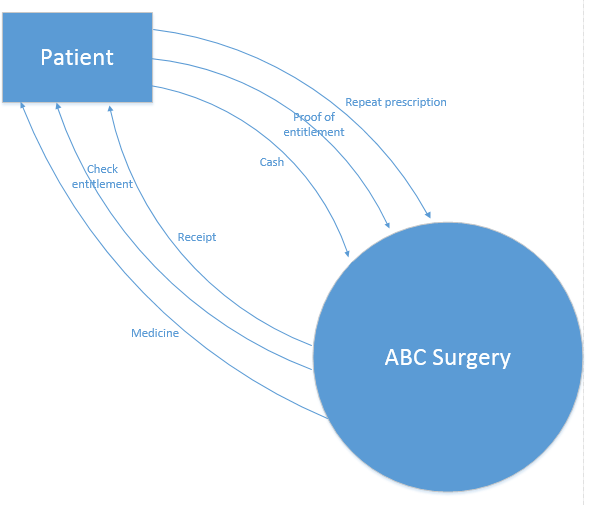 Patient
Repeat prescription
Proof of
entitlement
Cash
Check
entitlement
Receipt
Medicine
ABC Surgery